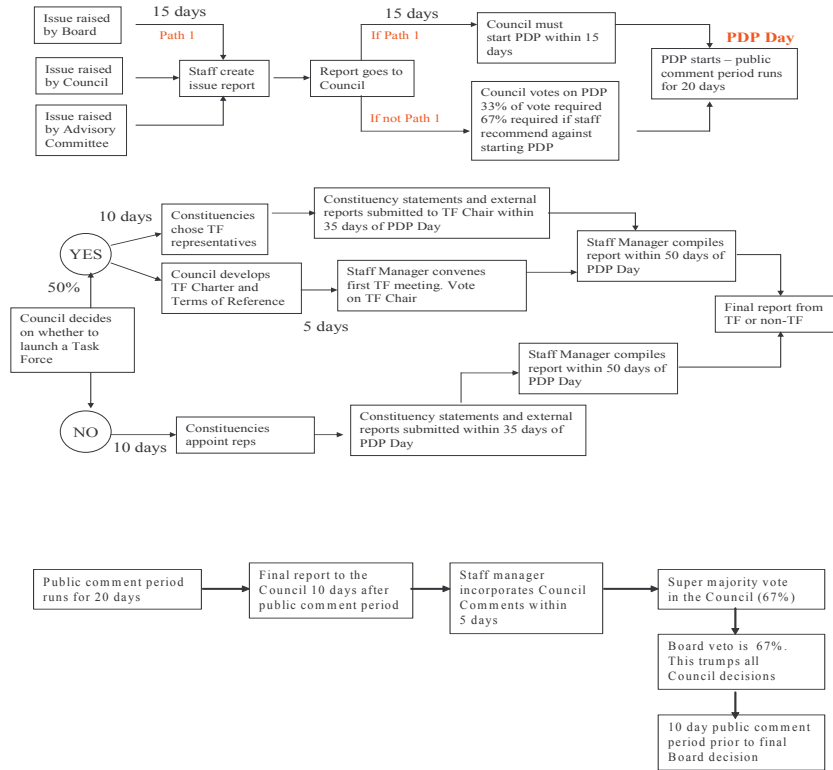 Issue raised
by Board
15 days
Path 1
Issue raised
by Council
Issue raised
by Advisory
Committee
Staff create
issue report
Report goes to
Council
15 days
If Path 1
If not Path 1
Council must
start PDP within 15
days
Council votes on PDP
33% of vote required
67% required if staff
recommend against
starting PDP
PDP Day
PDP starts – public
comment period runs
for 20 days
10 days
YES
50%
Council decides
on whether to
launch a Task
Force
Constituencies
chose TF
representatives
Council develops
TF Charter and
Terms of Reference
5 days
Constituency statements and external
reports submitted to TF Chair within
35 days of PDP Day
Staff Manager convenes
first TF meeting. Vote
on TF Chair
Staff Manager compiles
report within 50 days of
PDP Day
Final report from
TF or non-TF
NO
10 days
Constituencies
appoint reps
Constituency statements and external
reports submitted within 35 days of
PDP Day
Staff Manager compiles
report within 50 days of
PDP Day
Public comment period
runs for 20 days
Final report to the
Council 10 days after
public comment period
Staff manager
incorporates Council
Comments within
5 days
Super majority vote
in the Council (67%)
Board veto is 67%.
This trumps all
Council decisions
10 day public comment
period prior to final
Board decision